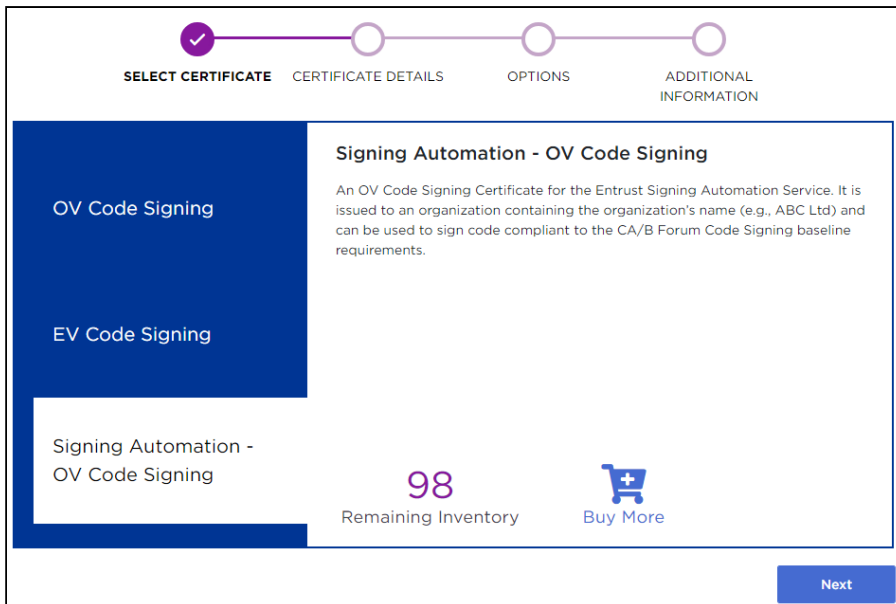 SELECT CERTIFICATE
CERTIFICATE DETAILS
OPTIONS
ADDITIONAL
INFORMATION
OV Code Signing
EV Code Signing
Signing Automation -
OV Code Signing
Signing Automation - OV Code Signing
An OV Code Signing Certificate for the Entrust Signing Automation Service. It is
issued to an organization containing the organization's name (e.g., ABC Ltd) and
can be used to sign code compliant to the CA/B Forum Code Signing baseline
requirements.
98
Remaining Inventory
Buy More
Next